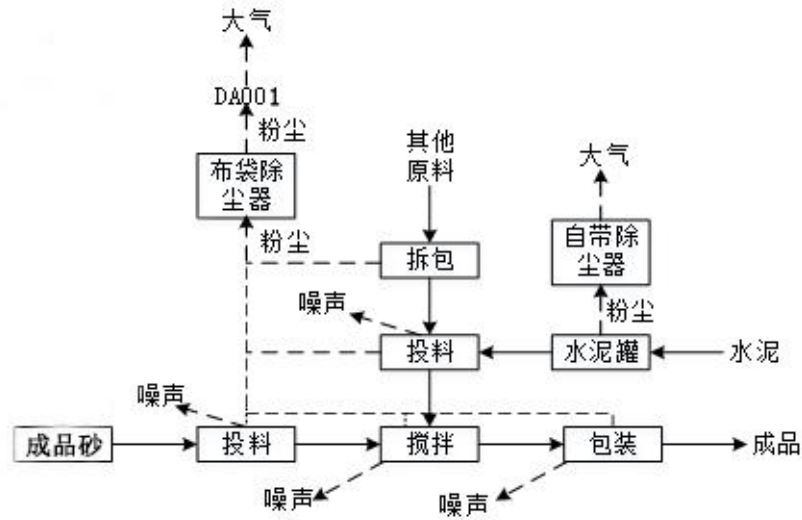 大气
DA001
粉尘
布袋除
尘器
粉尘
其他
原料
大气
自带除
尘器
拆包
粉尘
噪声
投料
水泥罐
水泥
噪声
成品砂
投料
搅拌
包装
成品
噪声
噪声